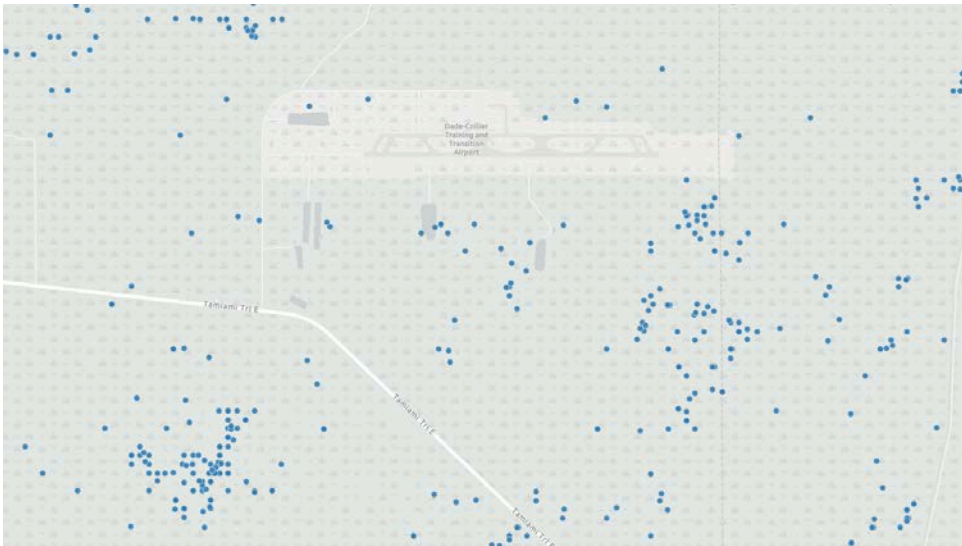 Dade-Collier
Training and
Transition
Airport
Tamiami Trl E
Tamiami Trl E
Tamiami Trl E